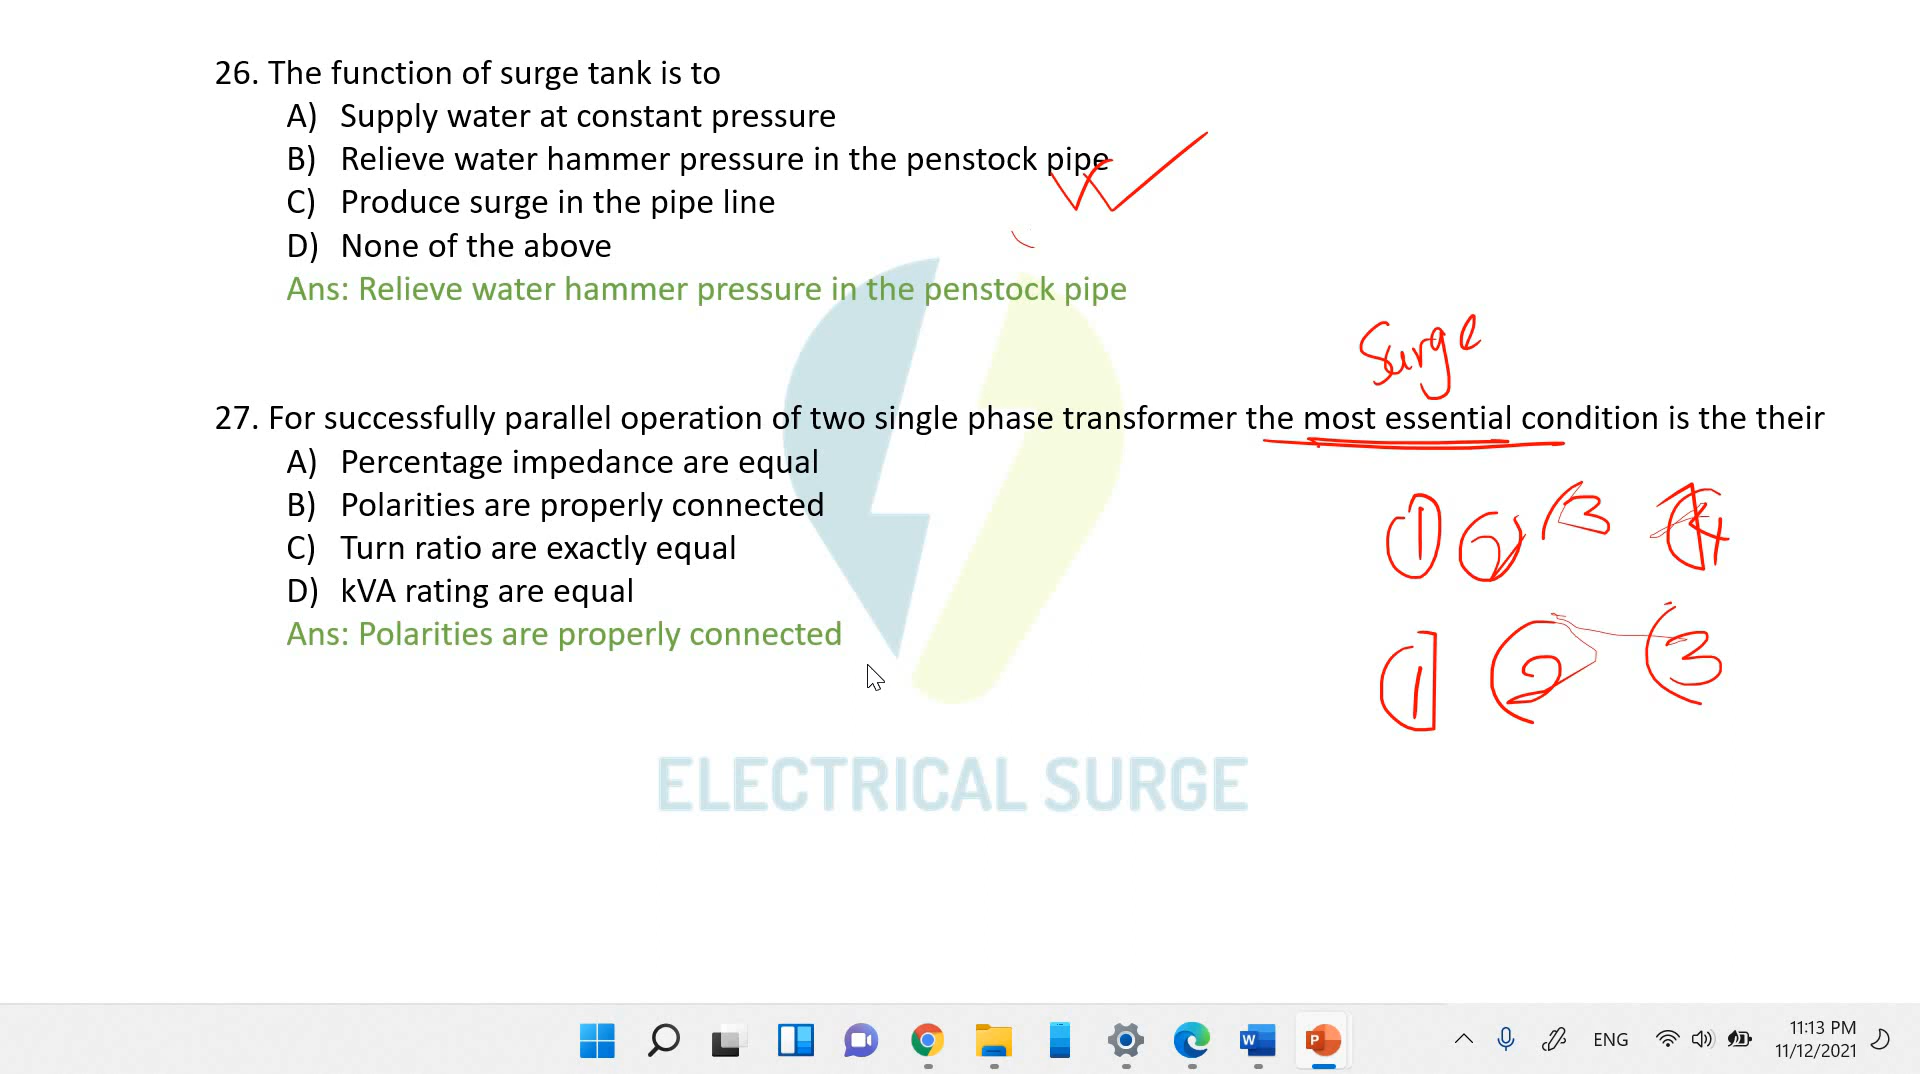 26. The function of surge tank is to
A) Supply water at constant pressure
B) Relieve water hammer pressure in the penstock pipe
C) Produce surge in the pipe line
D) None of the above
Ans: Relieve water hammer pressure in the penstock pipe
Surge
27. For successfully parallel operation of two single phase transformer the most essential condition is the their
A) Percentage impedance are equal
B) Polarities are properly connected
C) Turn ratio are exactly equal
D) kVA rating are equal
Ans: Polarities are properly connected
1 2 3 4
1 2 3
ELECTRICAL SURGE
ENG
11:13 PM
11/12/2021